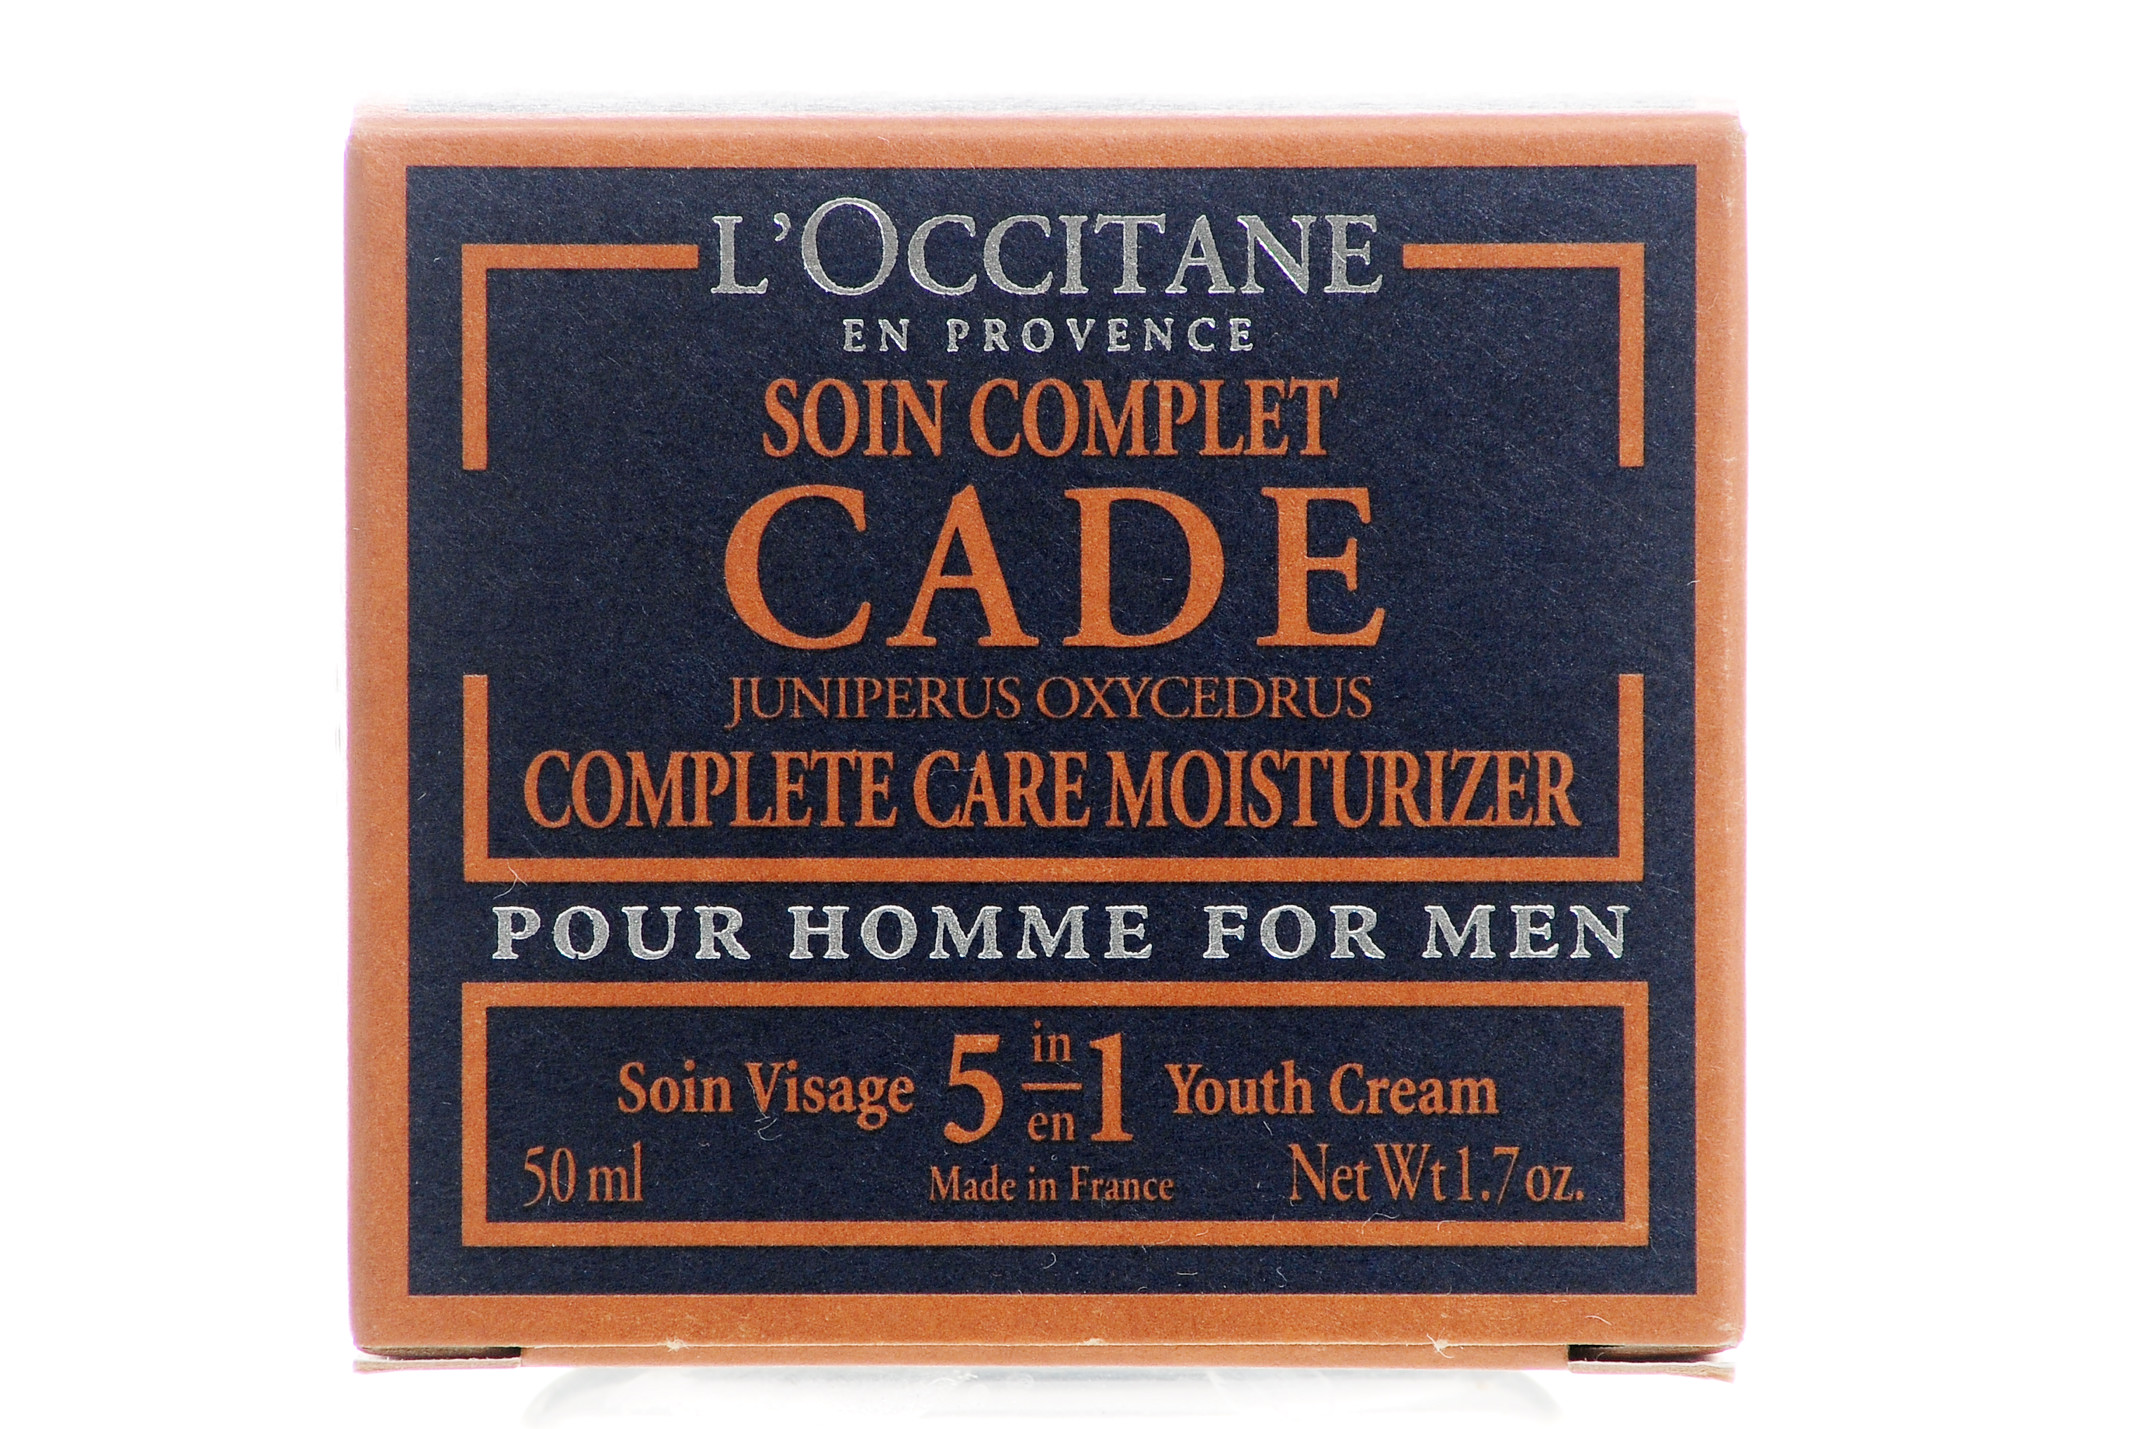 L'OCCITANE
EN PROVENCE
SOIN COMPLET
CADE
JUNIPERUS OXYCEDRUS
COMPLETE CARE MOISTURIZER
POUR HOMME FOR MEN
Soin Visage 5 in/en 1 Youth Cream
50 ml Made in France Net Wt 1.7 oz.